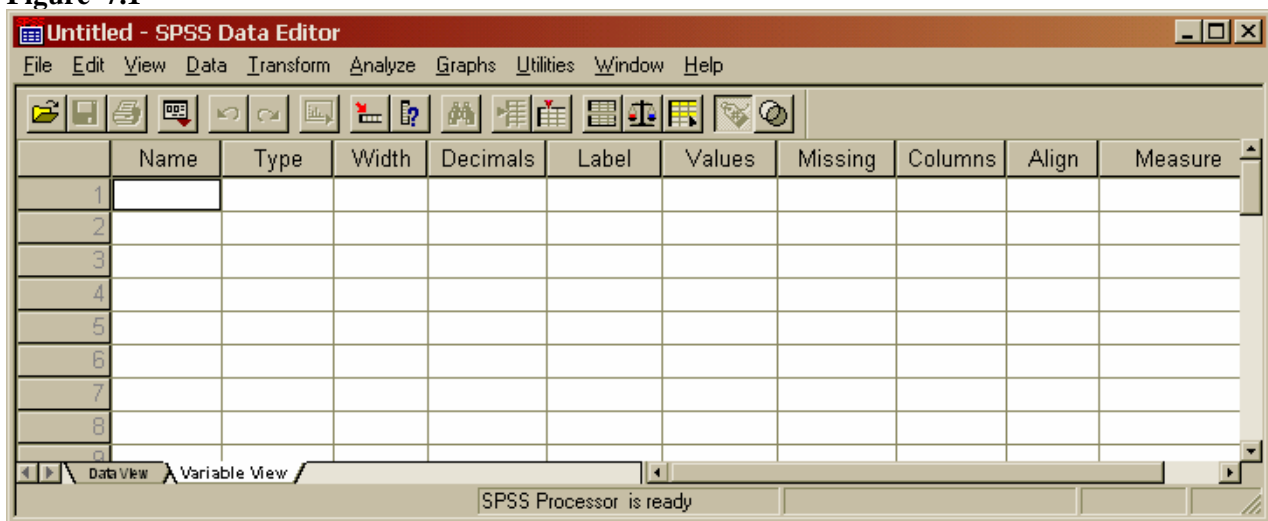 Figure 7.1
SPSS
Untitled - SPSS Data Editor
File Edit View Data Transform Analyze Graphs Utilities Window Help
Name Type Width Decimals Label Values Missing Columns Align Measure
1
2
3
4
5
6
7
8
9
Data View Variable View
SPSS Processor is ready